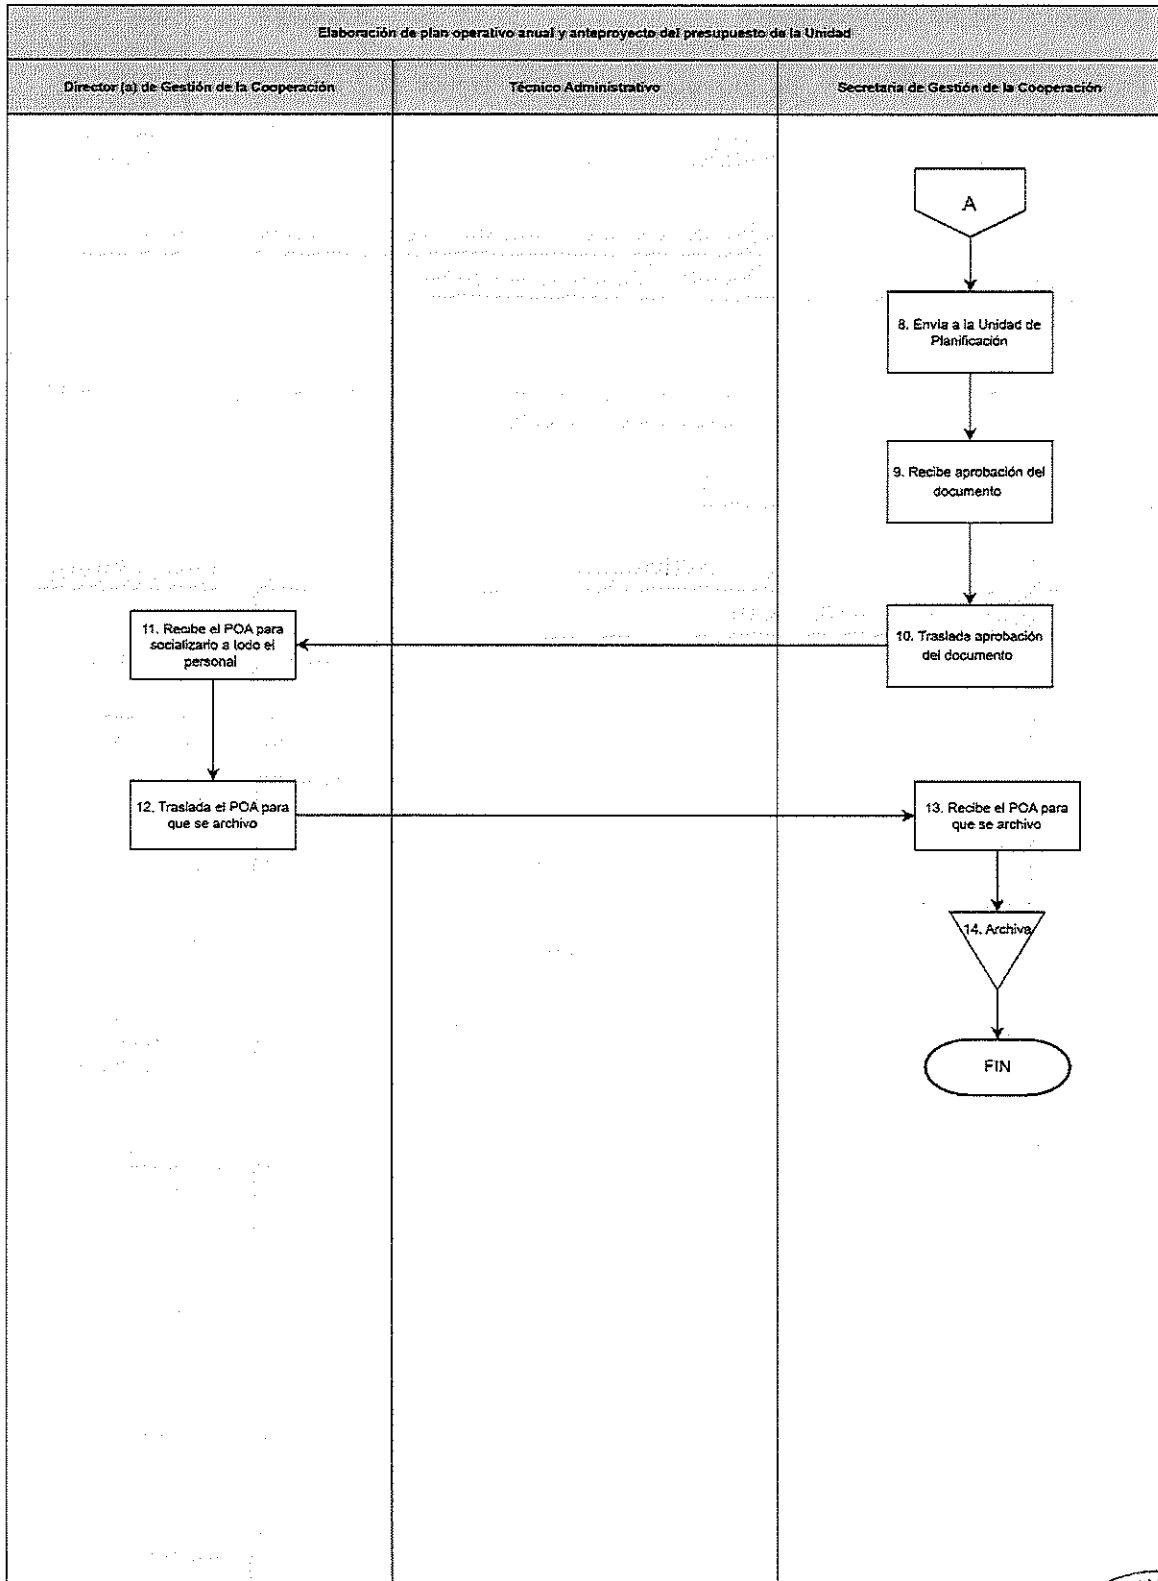 Elaboración de plan operativo anual y anteproyecto del presupuesto de la Unidad
Director (a) de Gestión de la Cooperación
Técnico Administrativo
Secretaria de Gestión de la Cooperación
A
8. Envia a la Unidad de
Planificación
9. Recibe aprobación del
documento
10. Traslada aprobación
del documento
11. Recibe el POA para
socializarlo a todo el
personal
12. Traslada el POA para
que se archivo
13. Recibe el POA para
que se archivo
14. Archiva
FIN